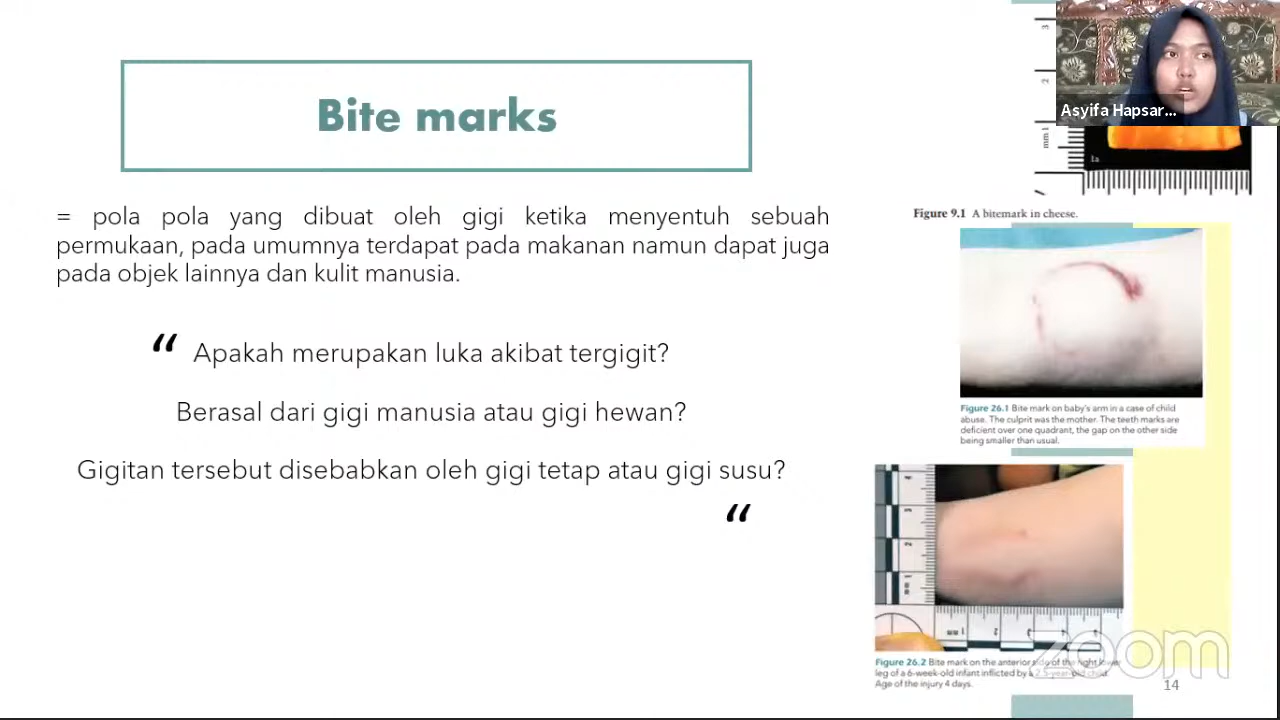 Bite marks
= pola pola yang dibuat oleh gigi ketika menyentuh sebuah
permukaan, pada umumnya terdapat pada makanan namun dapat juga
pada objek lainnya dan kulit manusia.
“ Apakah merupakan luka akibat tergigit?
Berasal dari gigi manusia atau gigi hewan?
Gigitan tersebut disebabkan oleh gigi tetap atau gigi susu?
“
Asyifa Hapsar...
3
2
mm 1
1a
Figure 9.1 A bitemark in cheese.
Figure 26.1 Bite mark on baby's arm in a case of child
abuse. The culprit was the mother. The teeth marks are
deficient over one quadrant, the gap on the other side
being smaller than usual.
Figure 26.2 Bite mark on the anterior side of the right lower
leg of a 6-week-old infant inflicted by a 2.5-year-old child.
Age of the injury 4 days.
zoom
14